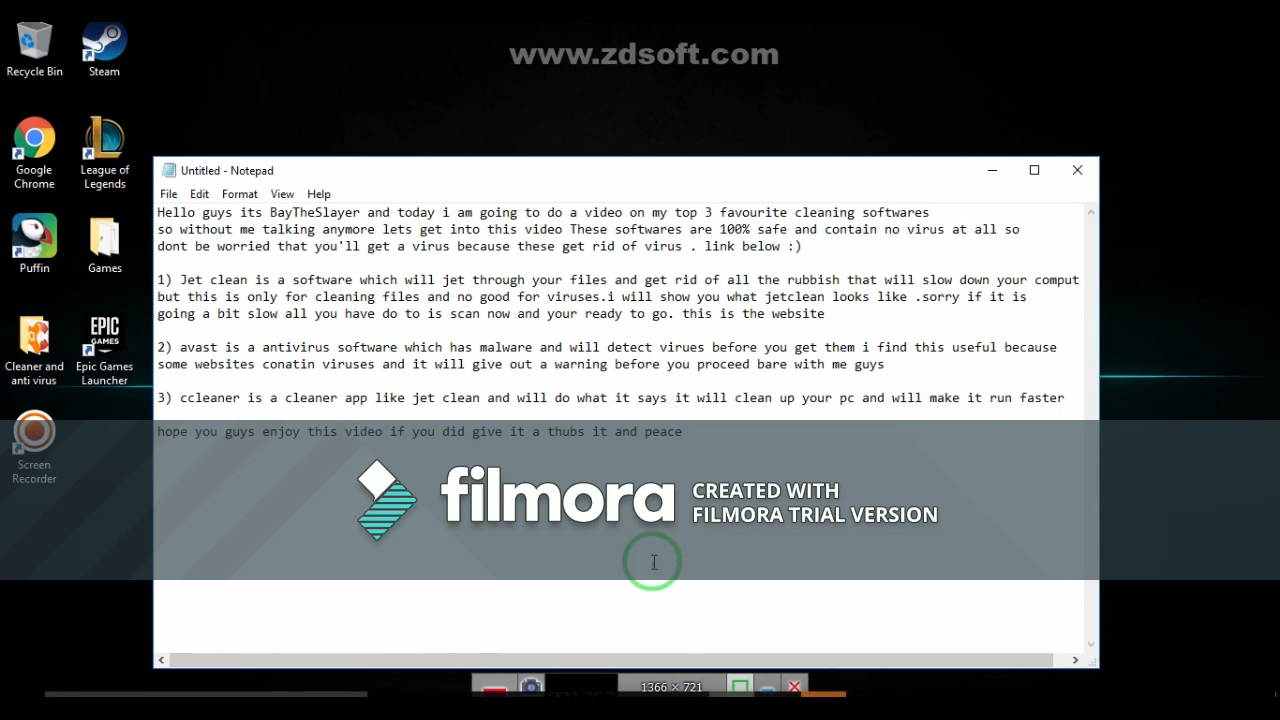 www.zdsoft.com
Recycle Bin
Steam
Google Chrome
League of Legends
Puffin
Games
Cleaner and anti virus
EPIC GAMES
Epic Games Launcher
Screen Recorder
Untitled - Notepad
File Edit Format View Help
Hello guys its BayTheSlayer and today i am going to do a video on my top 3 favourite cleaning softwares
so without me talking anymore lets get into this video These softwares are 100% safe and contain no virus at all so
dont be worried that you'll get a virus because these get rid of virus . link below :)
1) Jet clean is a software which will jet through your files and get rid of all the rubbish that will slow down your comput
but this is only for cleaning files and no good for viruses.i will show you what jetclean looks like .sorry if it is
going a bit slow all you have do to is scan now and your ready to go. this is the website
2) avast is a antivirus software which has malware and will detect virues before you get them i find this useful because
some websites conatin viruses and it will give out a warning before you proceed bare with me guys
3) ccleaner is a cleaner app like jet clean and will do what it says it will clean up your pc and will make it run faster
hope you guys enjoy this video if you did give it a thubs it and peace
filmora
CREATED WITH
FILMORA TRIAL VERSION
1366 × 721